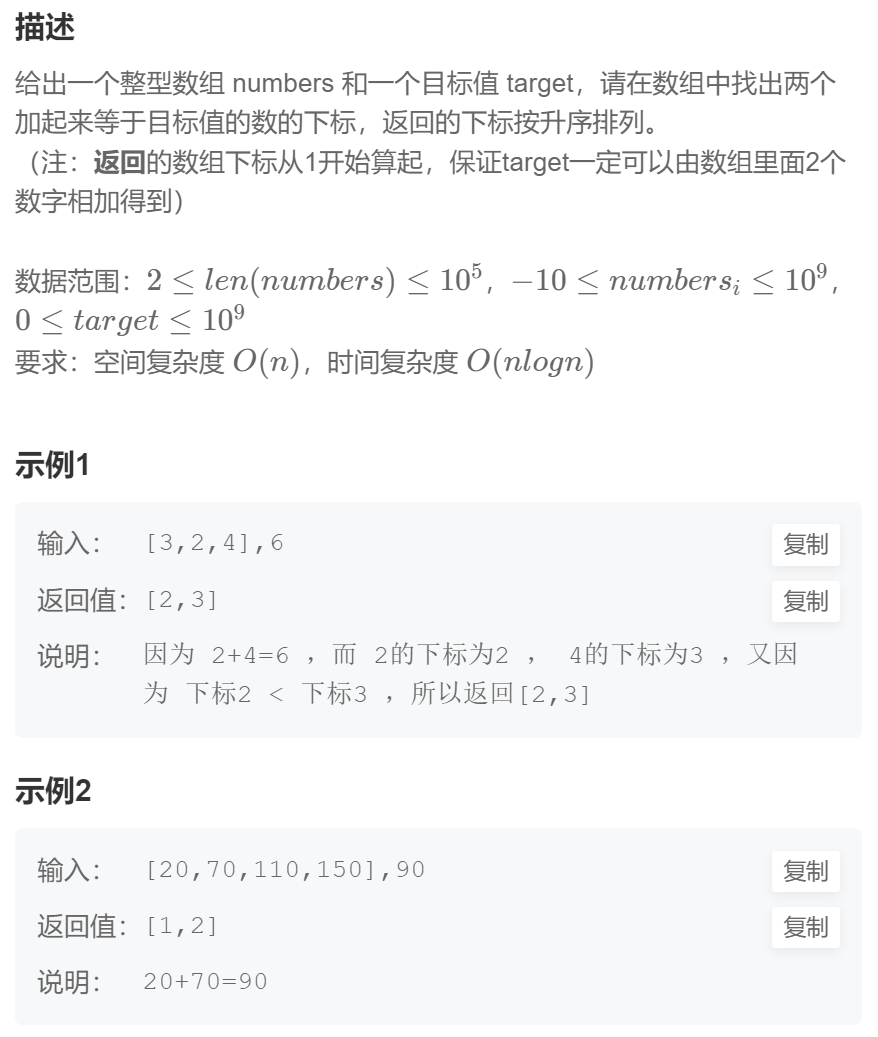 描述
给出一个整型数组 numbers 和一个目标值 target，请在数组中找出两个
加起来等于目标值的数的下标，返回的下标按升序排列。
（注：返回的数组下标从1开始算起，保证target一定可以由数组里面2个
数字相加得到）
数据范围：2 ≤ len(numbers) ≤ 10^5，−10 ≤ numbers_i ≤ 10^9，
0 ≤ target ≤ 10^9
要求：空间复杂度 O(n)，时间复杂度 O(nlogn)
示例1
输入： [3,2,4],6 复制
返回值： [2,3] 复制
说明： 因为 2+4=6 ，而 2的下标为2 ， 4的下标为3 ，又因
为 下标2 < 下标3 ，所以返回[2,3]
示例2
输入： [20,70,110,150],90 复制
返回值： [1,2] 复制
说明： 20+70=90